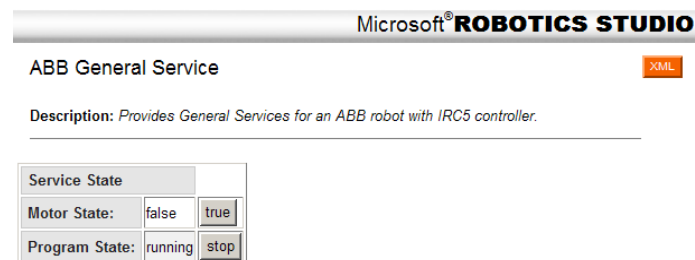 Microsoft®ROBOTICS STUDIO
ABB General Service XML
Description: Provides General Services for an ABB robot with IRC5 controller.
Service State
Motor State: false true
Program State: running stop